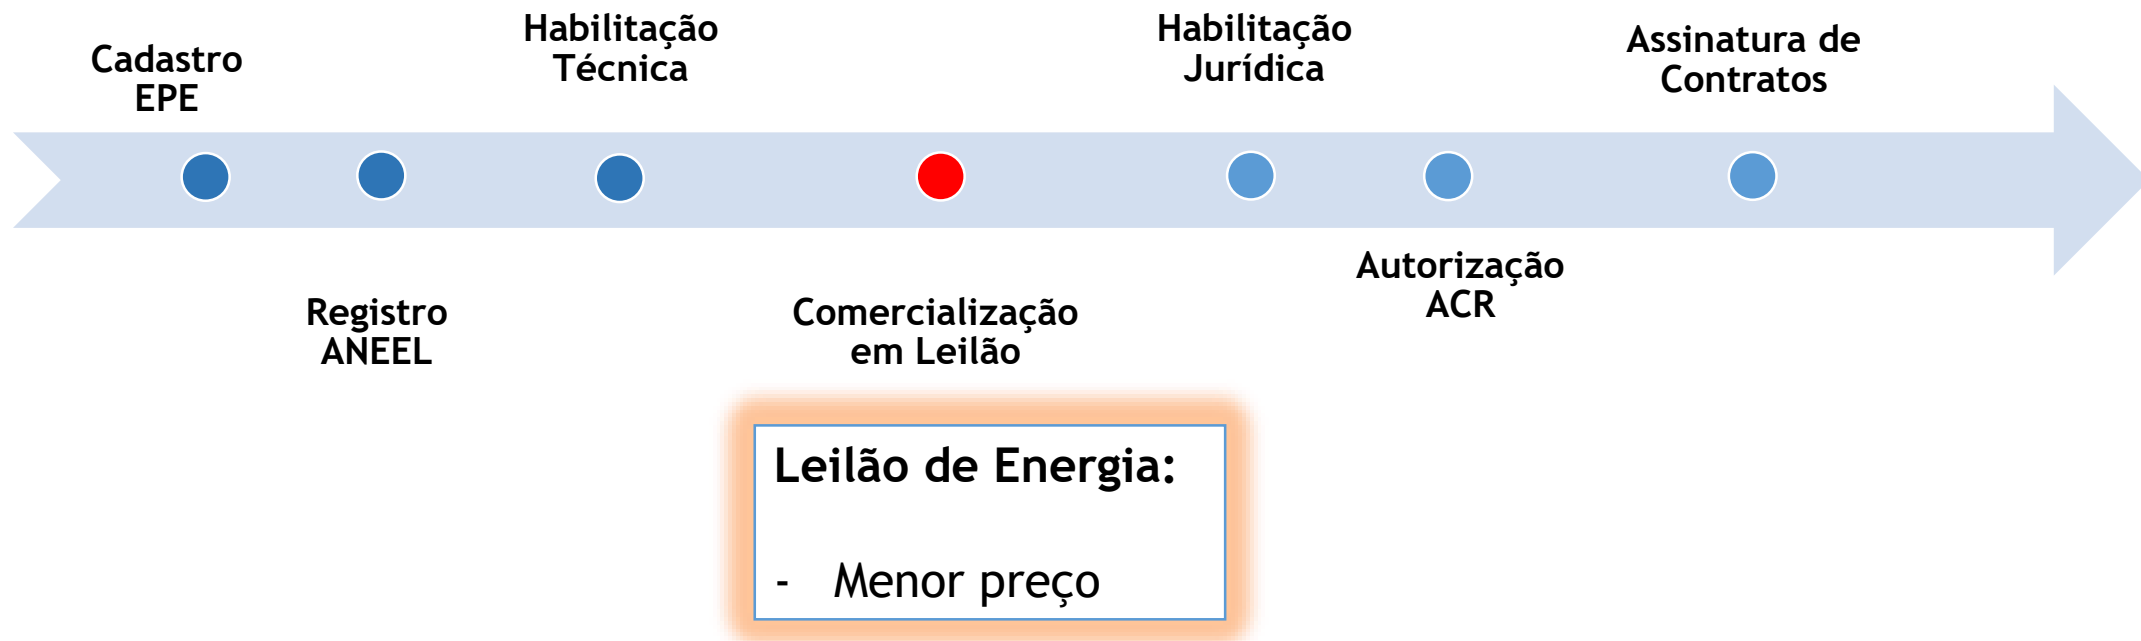 Cadastro
EPE
Registro
ANEEL
Habilitação
Técnica
Comercialização
em Leilão
Habilitação
Jurídica
Autorização
ACR
Assinatura de
Contratos
Leilão de Energia:
- Menor preço